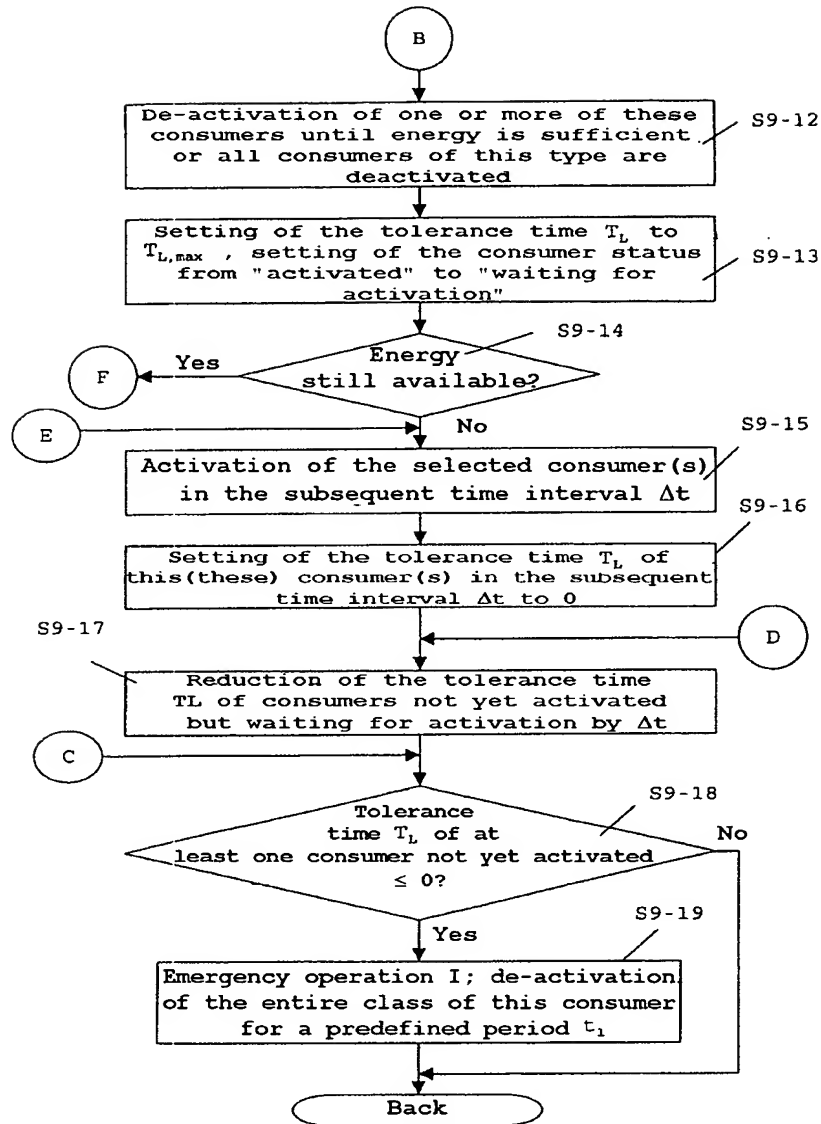 B
De-activation of one or more of these
consumers until energy is sufficient
or all consumers of this type are
deactivated
S9-12
Setting of the tolerance time T_L to
T_L,max , setting of the consumer status
from "activated" to "waiting for
activation"
S9-13
S9-14
Energy
still available?
Yes
F
No
E
S9-15
Activation of the selected consumer(s)
in the subsequent time interval Δt
S9-16
Setting of the tolerance time T_L of
this(these) consumer(s) in the subsequent
time interval Δt to 0
D
S9-17
Reduction of the tolerance time
TL of consumers not yet activated
but waiting for activation by Δt
C
S9-18
Tolerance
time T_L of at
least one consumer not yet activated
≤ 0?
No
Yes
S9-19
Emergency operation I; de-activation
of the entire class of this consumer
for a predefined period t_1
Back